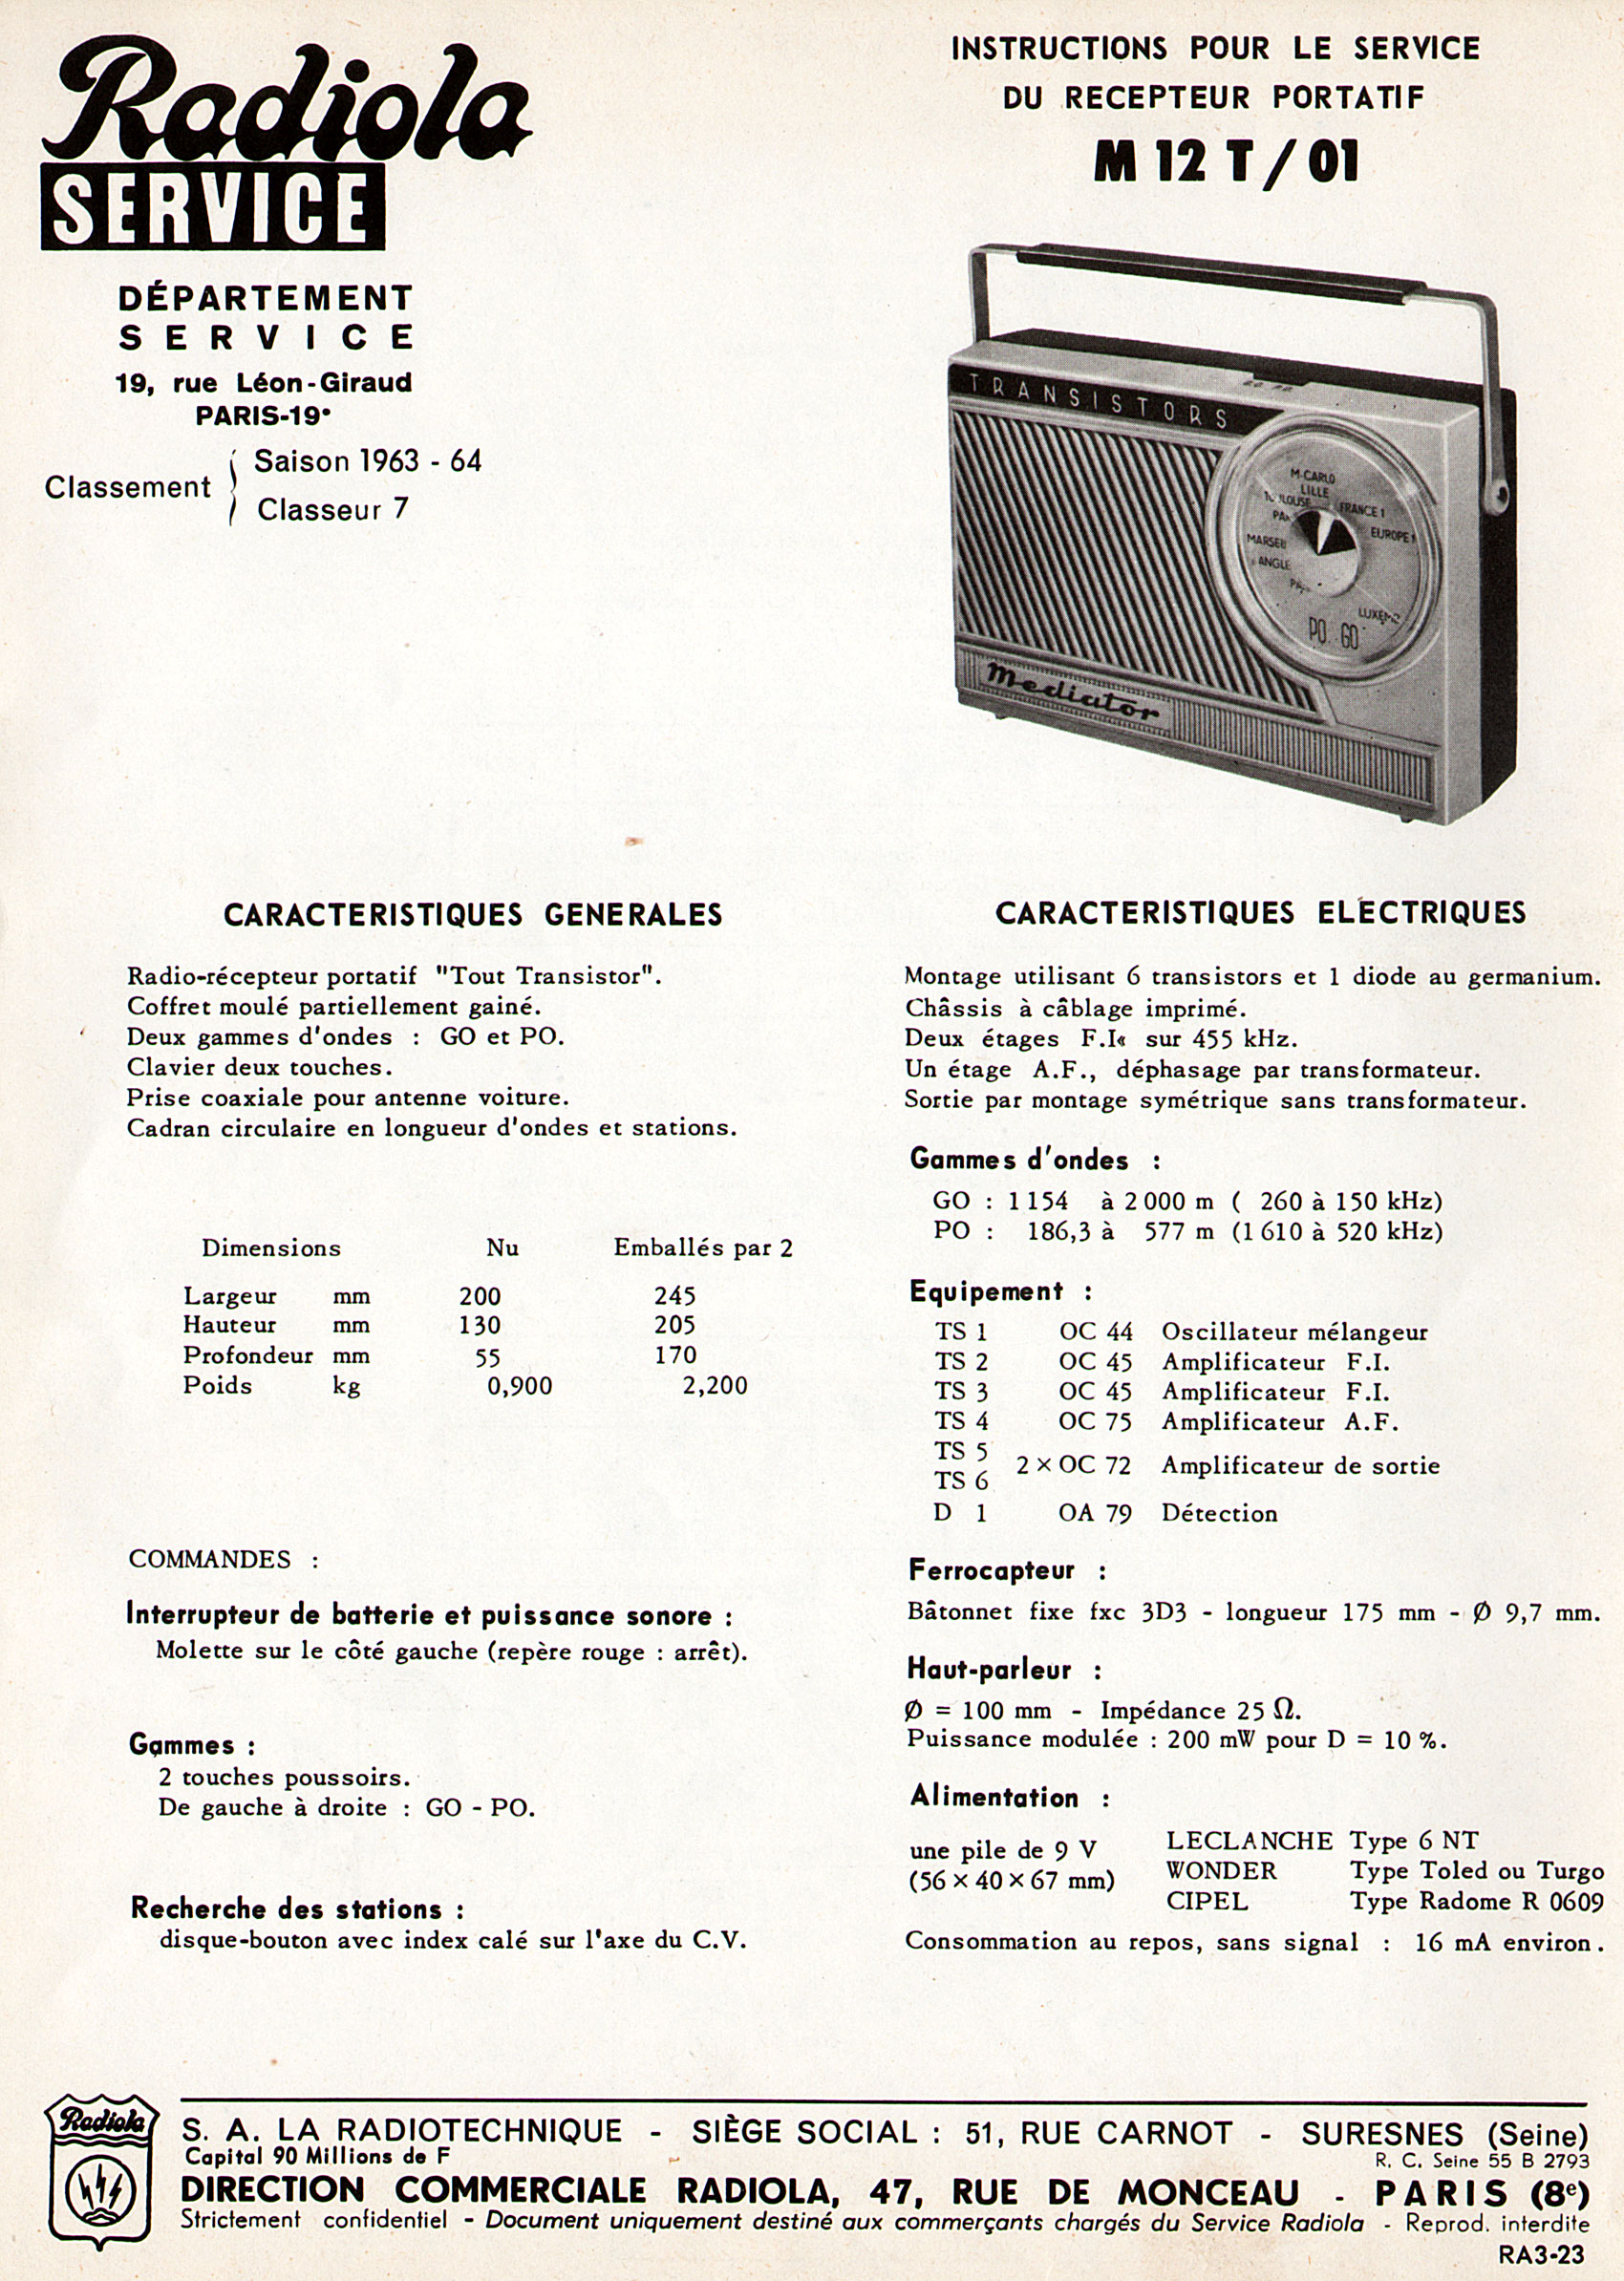 Radiola
SERVICE
DÉPARTEMENT
SERVICE
19, rue Léon-Giraud
PARIS-19e
Classement
Saison 1963 - 64
Classeur 7
INSTRUCTIONS POUR LE SERVICE
DU RECEPTEUR PORTATIF
M 12 T / 01
TRANSISTORS
M-CARLO
LILLE
TOULOUSE
FRANCE 1
EUROPE 1
PO GO
Mediator
CARACTERISTIQUES GENERALES
Radio-récepteur portatif "Tout Transistor".
Coffret moulé partiellement gainé.
Deux gammes d'ondes : GO et PO.
Clavier deux touches.
Prise coaxiale pour antenne voiture.
Cadran circulaire en longueur d'ondes et stations.
Dimensions Nu Emballés par 2
Largeur mm 200 245
Hauteur mm 130 205
Profondeur mm 55 170
Poids kg 0,900 2,200
COMMANDES :
Interrupteur de batterie et puissance sonore :
Molette sur le côté gauche (repère rouge : arrêt).
Gammes :
2 touches poussoirs.
De gauche à droite : GO - PO.
Recherche des stations :
disque-bouton avec index calé sur l'axe du C.V.
CARACTERISTIQUES ELECTRIQUES
Montage utilisant 6 transistors et 1 diode au germanium.
Châssis à câblage imprimé.
Deux étages F.I. sur 455 kHz.
Un étage A.F., déphasage par transformateur.
Sortie par montage symétrique sans transformateur.
Gammes d'ondes :
GO : 1 154 à 2 000 m ( 260 à 150 kHz)
PO : 186,3 à 577 m (1 610 à 520 kHz)
Equipement :
TS 1 OC 44 Oscillateur mélangeur
TS 2 OC 45 Amplificateur F.I.
TS 3 OC 45 Amplificateur F.I.
TS 4 OC 75 Amplificateur A.F.
TS 5
2 × OC 72 Amplificateur de sortie
TS 6
D 1 OA 79 Détection
Ferrocapteur :
Bâtonnet fixe fxc 3D3 - longueur 175 mm - Ø 9,7 mm.
Haut-parleur :
Ø = 100 mm - Impédance 25 Ω.
Puissance modulée : 200 mW pour D = 10 %.
Alimentation :
une pile de 9 V
(56 × 40 × 67 mm)
LECLANCHE Type 6 NT
WONDER Type Toled ou Turgo
CIPEL Type Radome R 0609
Consommation au repos, sans signal : 16 mA environ.
Radiola
S. A. LA RADIOTECHNIQUE - SIÈGE SOCIAL : 51, RUE CARNOT - SURESNES (Seine)
Capital 90 Millions de F R. C. Seine 55 B 2793
DIRECTION COMMERCIALE RADIOLA, 47, RUE DE MONCEAU - PARIS (8e)
Strictement confidentiel - Document uniquement destiné aux commerçants chargés du Service Radiola - Reprod. interdite
RA3-23